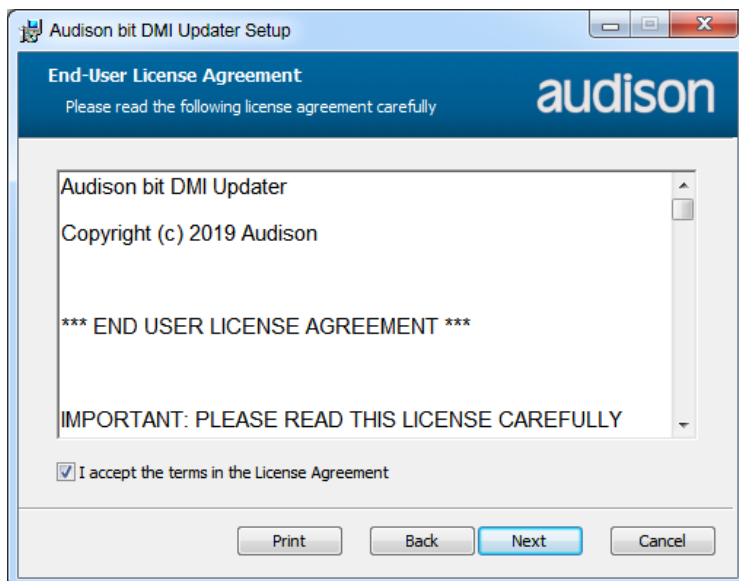 Audison bit DMI Updater Setup
End-User License Agreement
Please read the following license agreement carefully
audison
Audison bit DMI Updater
Copyright (c) 2019 Audison
*** END USER LICENSE AGREEMENT ***
IMPORTANT: PLEASE READ THIS LICENSE CAREFULLY
I accept the terms in the License Agreement
Print Back Next Cancel